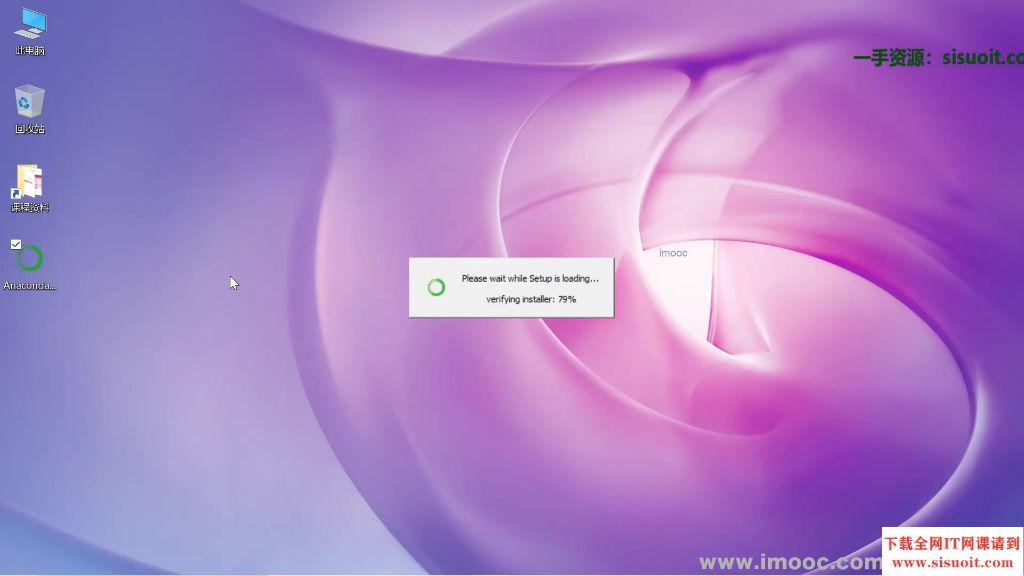 此电脑
一手资源：sisuoit.co
回收站
课程资料
imooc
Anaconda...
Please wait while Setup is loading...
verifying installer: 79%
下载全网IT网课请到
www.imooc.com
www.sisuoit.com